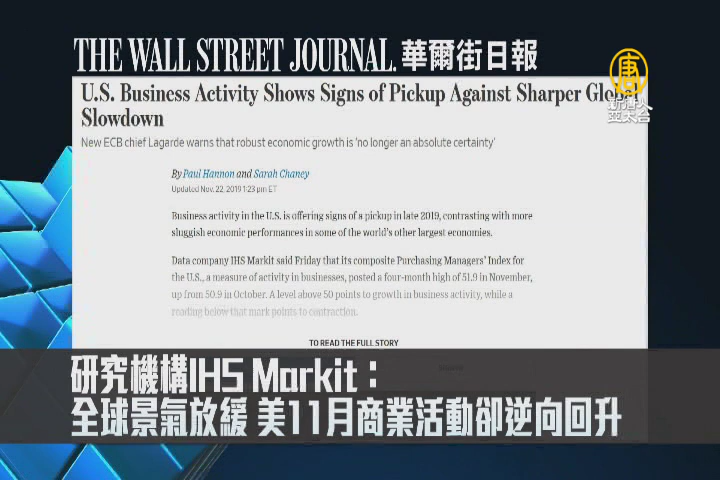 THE WALL STREET JOURNAL. 華爾街日報
唐
新唐人
亞太台
U.S. Business Activity Shows Signs of Pickup Against Sharper Global
Slowdown
New ECB chief Lagarde warns that robust economic growth is 'no longer an absolute certainty'
By Paul Hannon and Sarah Chaney
Updated Nov. 22, 2019 1:23 pm ET
Business activity in the U.S. is offering signs of a pickup in late 2019, contrasting with more
sluggish economic performances in some of the world's other largest economies.
Data company IHS Markit said Friday that its composite Purchasing Managers' Index for
the U.S., a measure of activity in businesses, posted a four-month high of 51.9 in November,
up from 50.9 in October. A level above 50 points to growth in business activity, while a
reading below that mark points to contraction.
TO READ THE FULL STORY
研究機構IHS Markit：
全球景氣放緩 美11月商業活動卻逆向回升